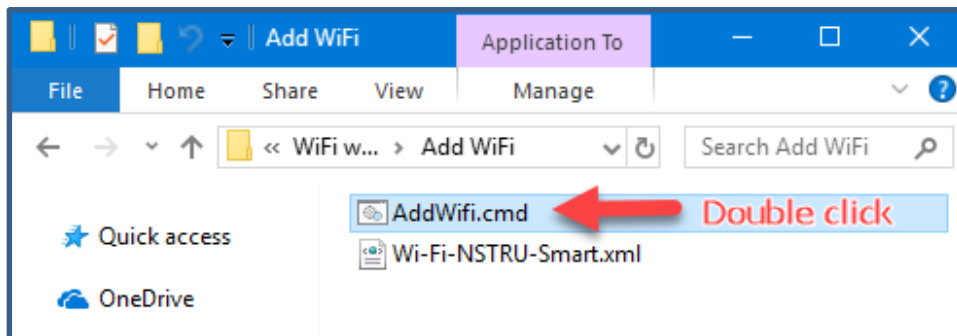 Add WiFi
Application To
File Home Share View Manage
« WiFi w... › Add WiFi
Search Add WiFi
AddWifi.cmd Double click
Quick access
Wi-Fi-NSTRU-Smart.xml
OneDrive